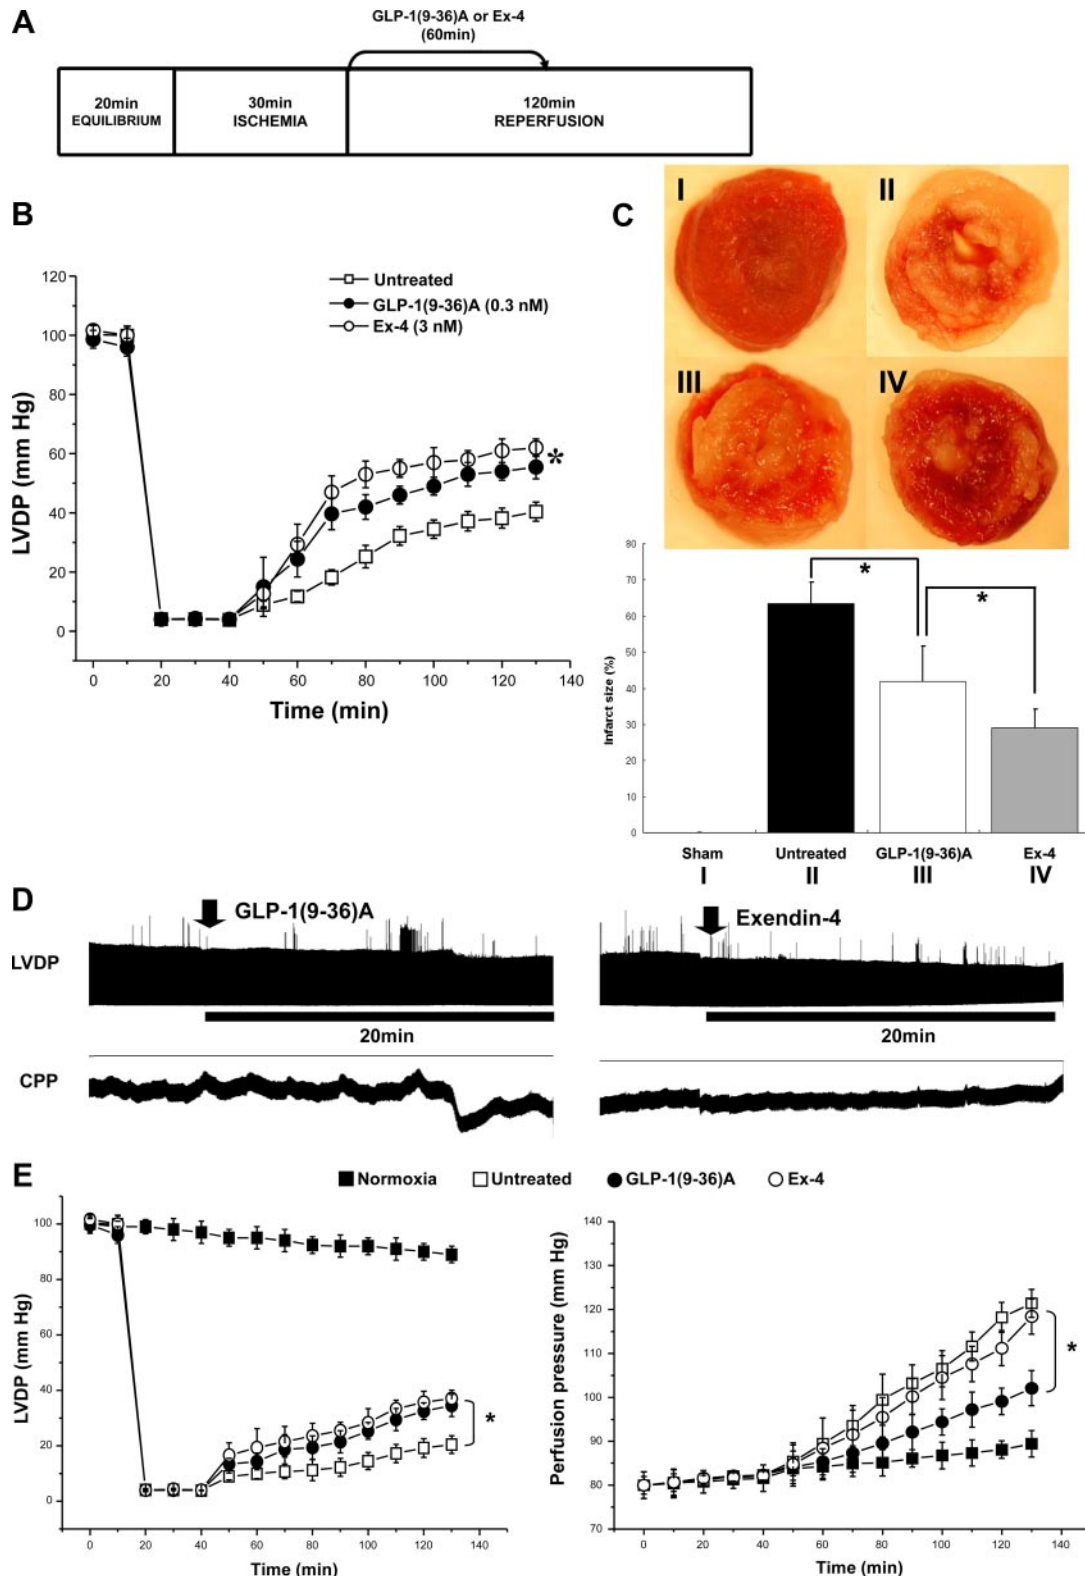 A
GLP-1(9-36)A or Ex-4
(60min)
20min
EQUILIBRIUM
30min
ISCHEMIA
120min
REPERFUSION
B
120
100
80
60
40
20
0
LVDP (mm Hg)
Untreated
GLP-1(9-36)A (0.3 nM)
Ex-4 (3 nM)
*
0 20 40 60 80 100 120 140
Time (min)
C
I
II
III
IV
80
70
60
50
40
30
20
10
0
Infarct size (%)
*
*
Sham Untreated GLP-1(9-36)A Ex-4
I II III IV
D
GLP-1(9-36)A
Exendin-4
LVDP
20min
20min
CPP
E
Normoxia Untreated GLP-1(9-36)A Ex-4
100
80
60
40
20
0
LVDP (mm Hg)
*
0 20 40 60 80 100 120 140
Time (min)
140
130
120
110
100
90
80
70
Perfusion pressure (mm Hg)
*
0 20 40 60 80 100 120 140
Time (min)